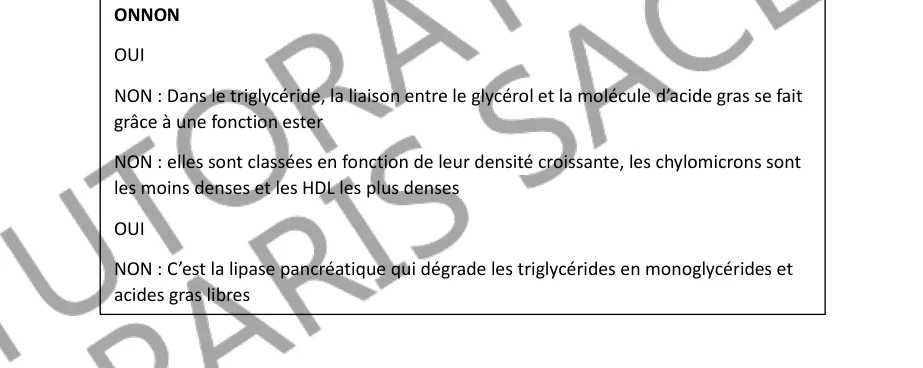 ONNON
OUI
NON : Dans le triglycéride, la liaison entre le glycérol et la molécule d’acide gras se fait
grâce à une fonction ester
NON : elles sont classées en fonction de leur densité croissante, les chylomicrons sont
les moins denses et les HDL les plus denses
OUI
NON : C’est la lipase pancréatique qui dégrade les triglycérides en monoglycérides et
acides gras libres
TUTORAT
PARIS SACL